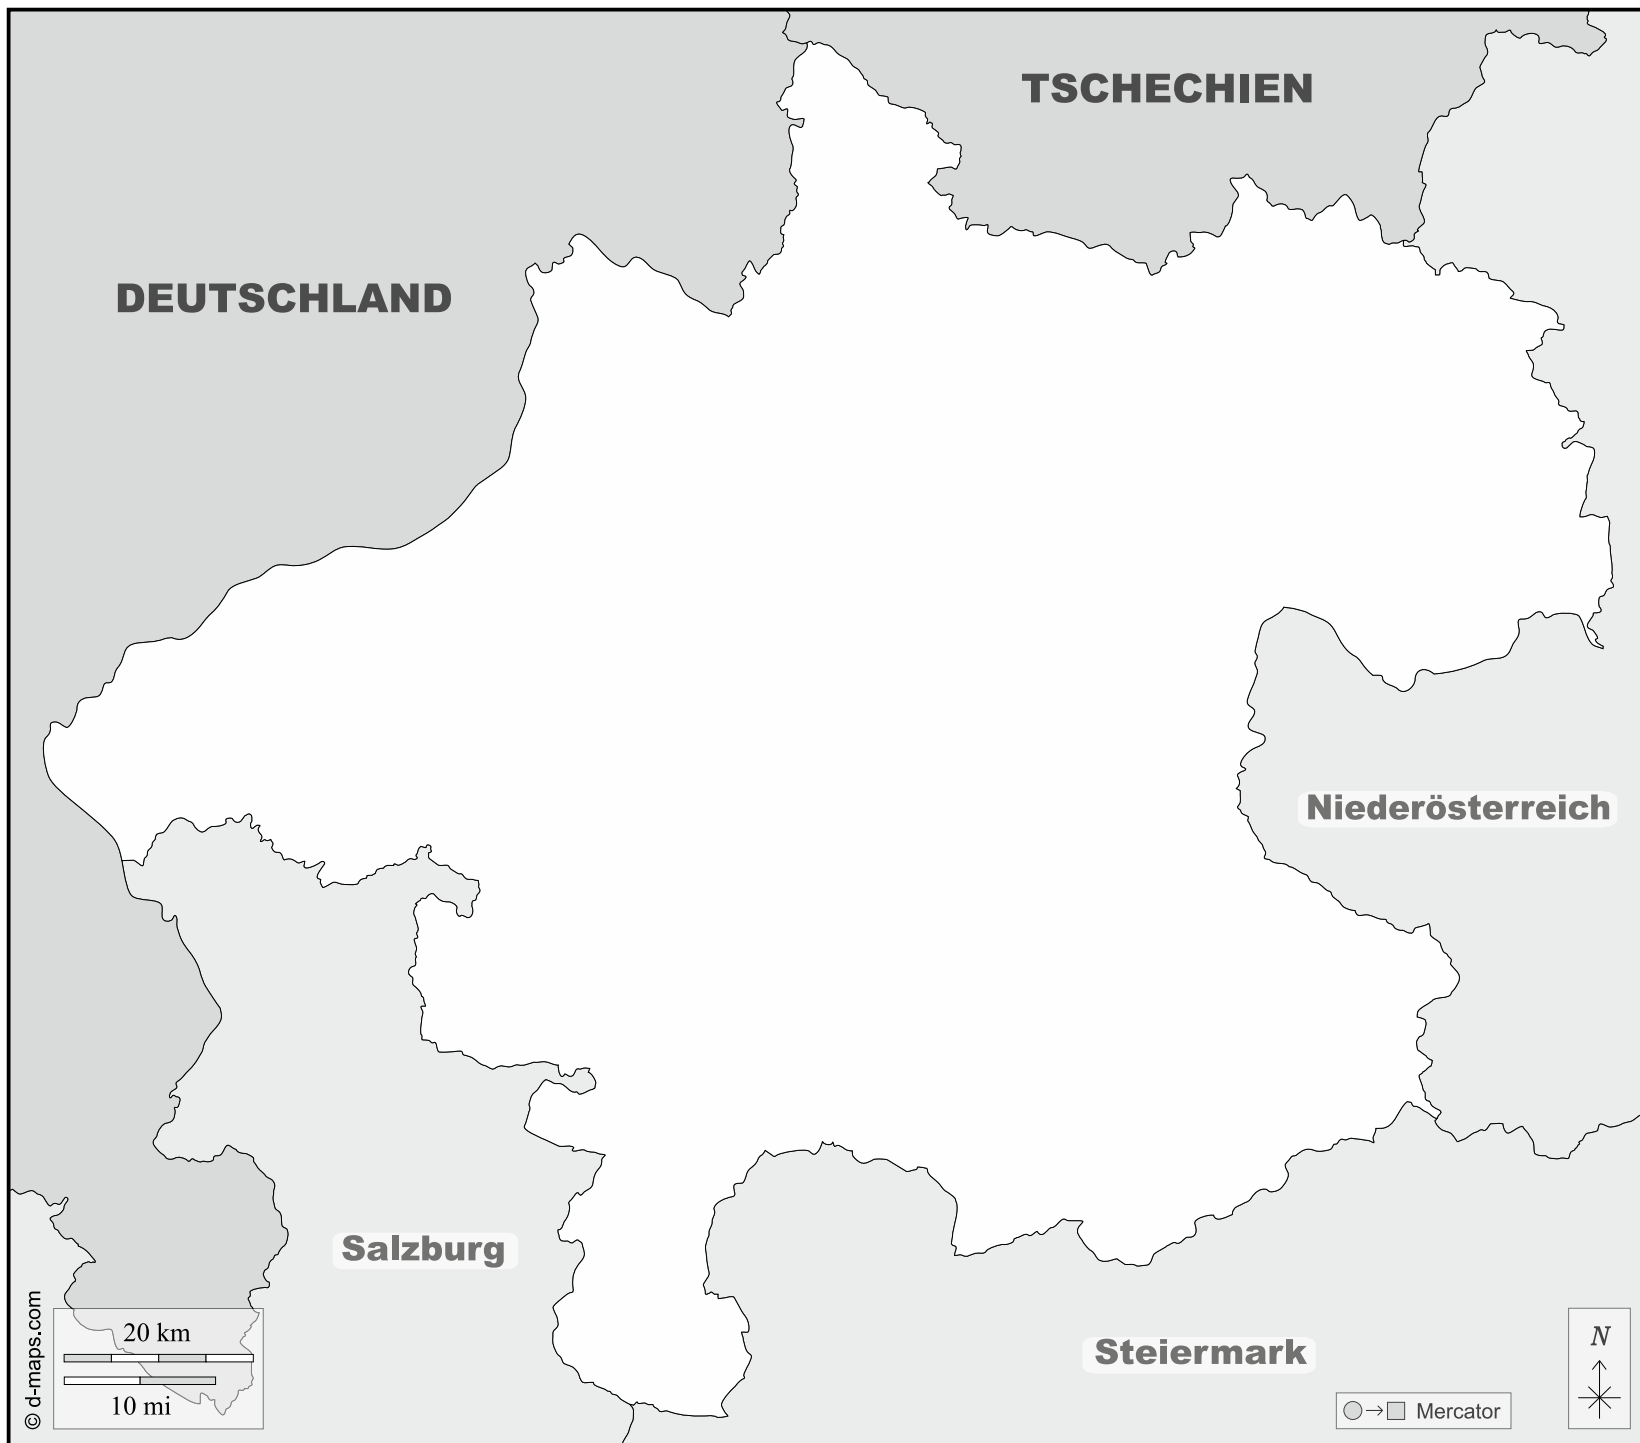 TSCHECHIEN
DEUTSCHLAND
Niederösterreich
Salzburg
Steiermark
© d-maps.com
20 km
10 mi
N
Mercator